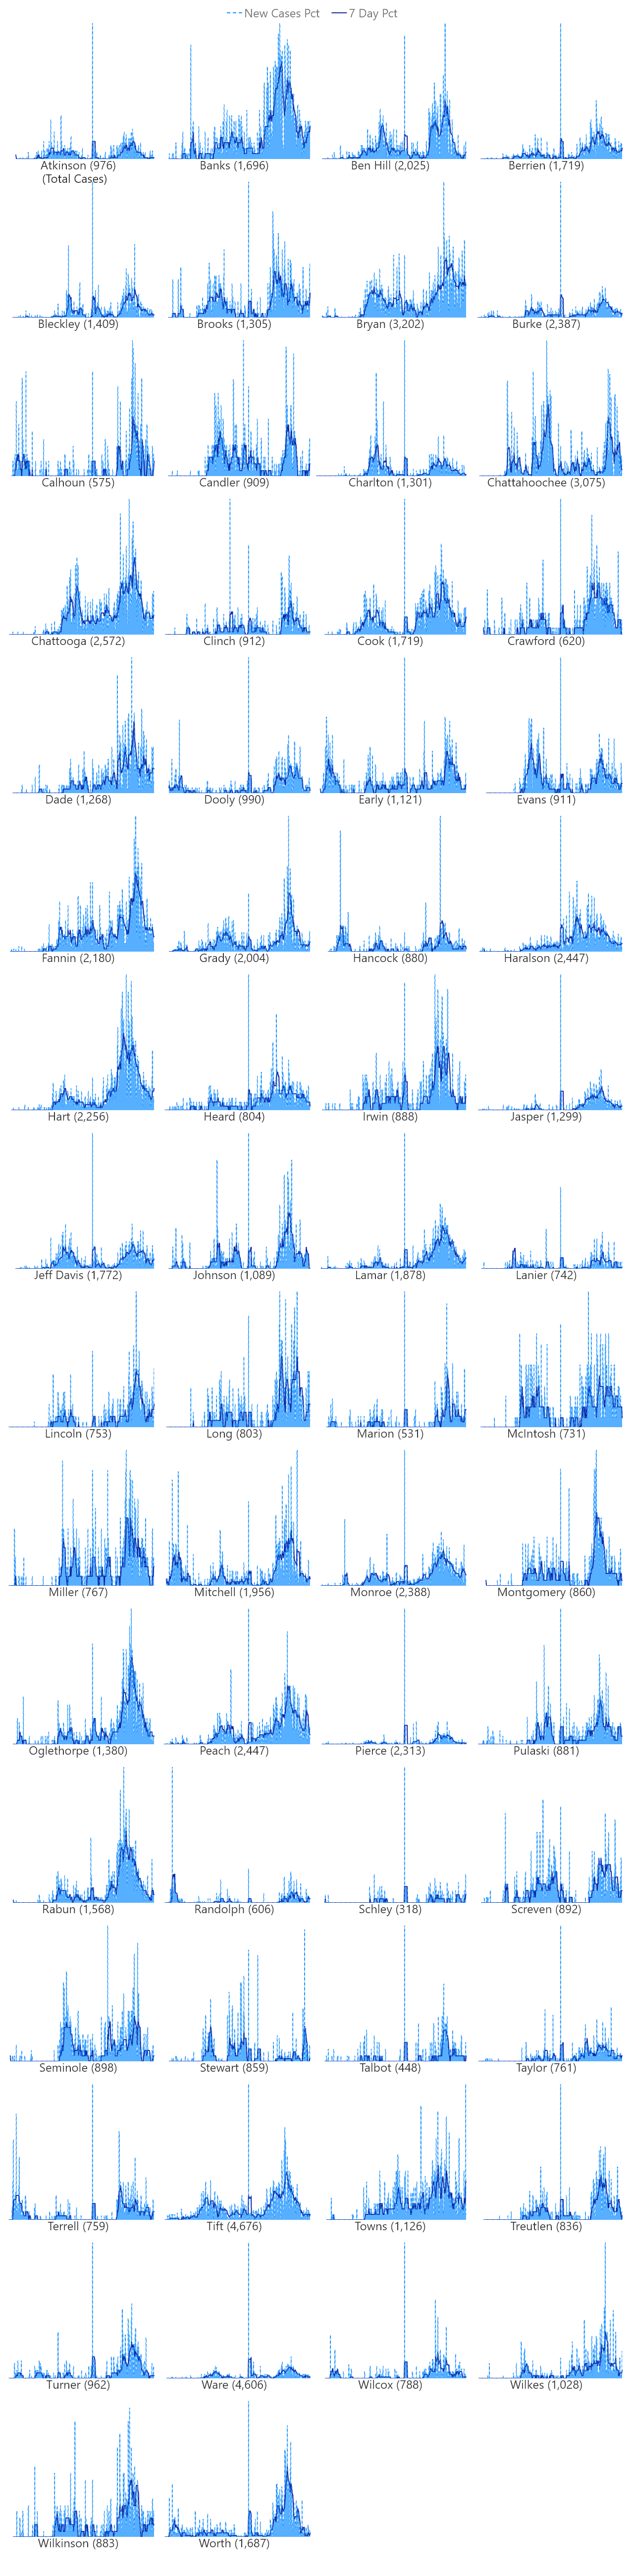 New Cases Pct 7 Day Pct
Atkinson (976) Banks (1,696) Ben Hill (2,025) Berrien (1,719)
(Total Cases)
Bleckley (1,409) Brooks (1,305) Bryan (3,202) Burke (2,387)
Calhoun (575) Candler (909) Charlton (1,301) Chattahoochee (3,075)
Chattooga (2,572) Clinch (912) Cook (1,719) Crawford (620)
Dade (1,268) Dooly (990) Early (1,121) Evans (911)
Fannin (2,180) Grady (2,004) Hancock (880) Haralson (2,447)
Hart (2,256) Heard (804) Irwin (888) Jasper (1,299)
Jeff Davis (1,772) Johnson (1,089) Lamar (1,878) Lanier (742)
Lincoln (753) Long (803) Marion (531) McIntosh (731)
Miller (767) Mitchell (1,956) Monroe (2,388) Montgomery (860)
Oglethorpe (1,380) Peach (2,447) Pierce (2,313) Pulaski (881)
Rabun (1,568) Randolph (606) Schley (318) Screven (892)
Seminole (898) Stewart (859) Talbot (448) Taylor (761)
Terrell (759) Tift (4,676) Towns (1,126) Treutlen (836)
Turner (962) Ware (4,606) Wilcox (788) Wilkes (1,028)
Wilkinson (883) Worth (1,687)